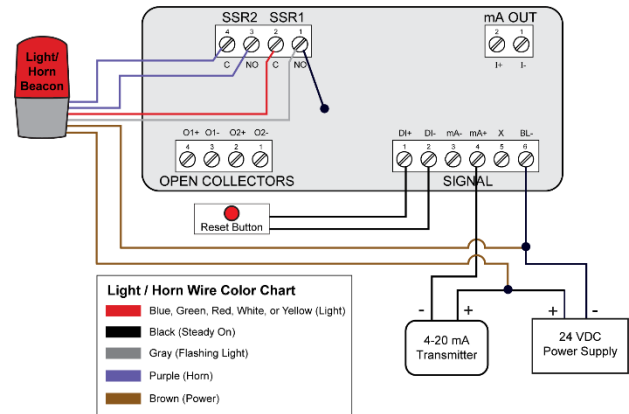 SSR2 SSR1
4 3 2 1
C NO C NO
mA OUT
2 1
I+ I-
Light/
Horn
Beacon
O1+ O1- O2+ O2-
4 3 2 1
OPEN COLLECTORS
DI+ DI- mA- mA+ X BL-
1 2 3 4 5 6
SIGNAL
Reset Button
Light / Horn Wire Color Chart
Blue, Green, Red, White, or Yellow (Light)
Black (Steady On)
Gray (Flashing Light)
Purple (Horn)
Brown (Power)
- +
4-20 mA
Transmitter
+ -
24 VDC
Power Supply